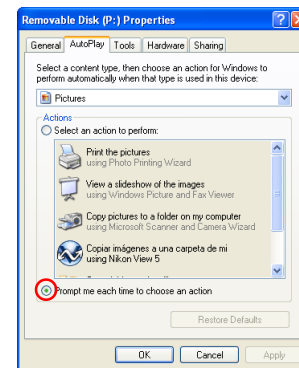 Removable Disk (P:) Properties
General AutoPlay Tools Hardware Sharing
Select a content type, then choose an action for Windows to
perform automatically when that type is used in this device:
Pictures
Actions
Select an action to perform:
Print the pictures
using Photo Printing Wizard
View a slideshow of the images
using Windows Picture and Fax Viewer
Copy pictures to a folder on my computer
using Microsoft Scanner and Camera Wizard
Copiar imágenes a una carpeta de mi
using Nikon View 5
Prompt me each time to choose an action
Restore Defaults
OK Cancel Apply